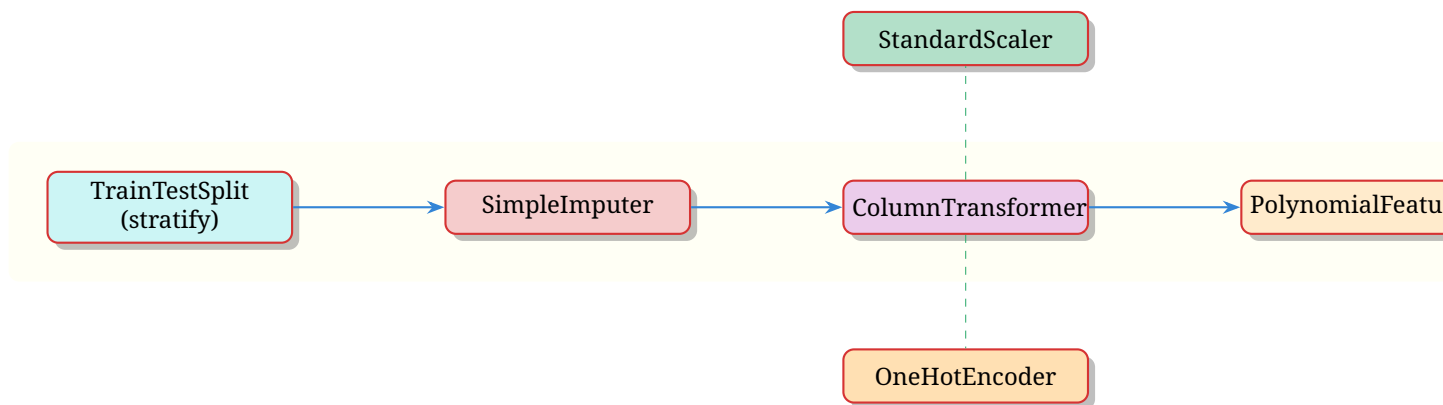 StandardScaler
TrainTestSplit
(stratify)
SimpleImputer
ColumnTransformer
PolynomialFeatu
OneHotEncoder